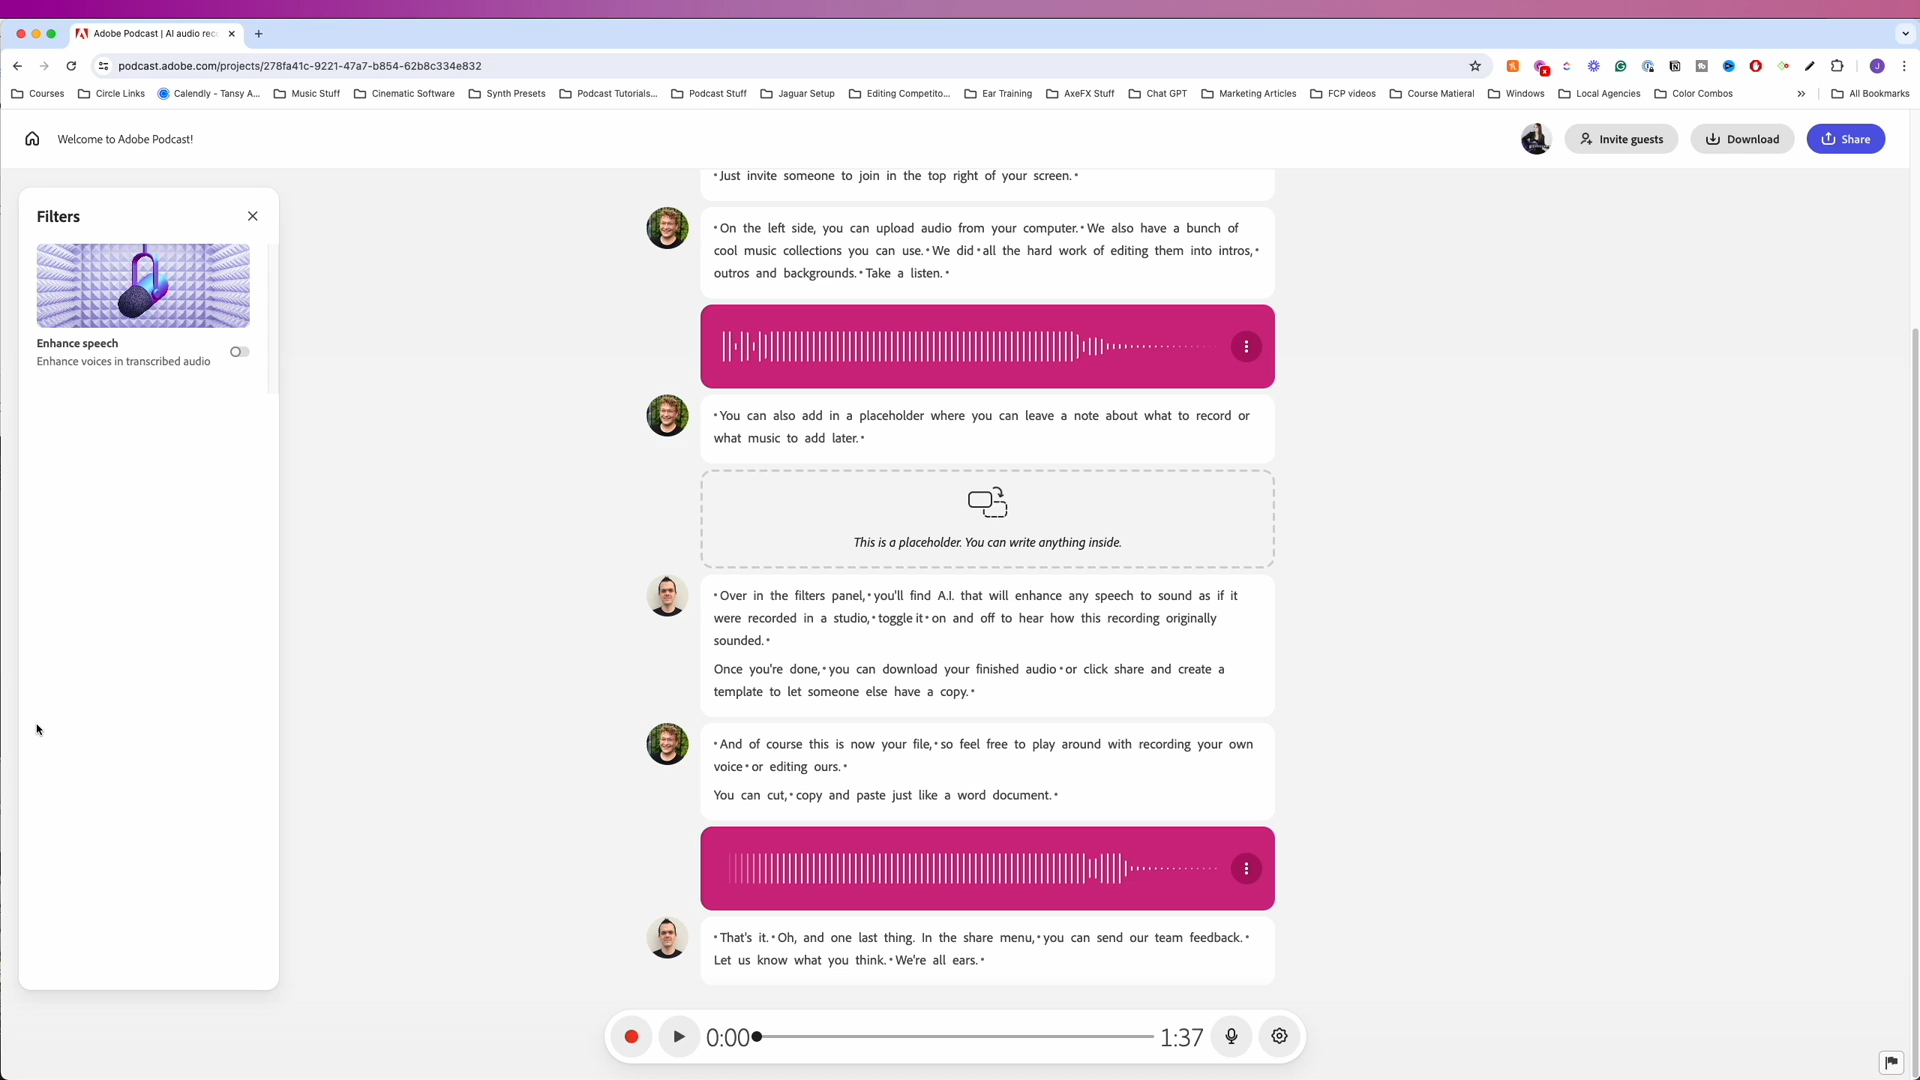 Adobe Podcast | AI audio rec
podcast.adobe.com/projects/278fa41c-9221-47a7-b854-62b8c334e832
Courses Circle Links Calendly - Tansy A... Music Stuff Cinematic Software Synth Presets Podcast Tutorials... Podcast Stuff Jaguar Setup Editing Competito... Ear Training AxeFX Stuff Chat GPT Marketing Articles FCP videos Course Matieral Windows Local Agencies Color Combos » All Bookmarks
Welcome to Adobe Podcast! Invite guests Download Share
Filters
Enhance speech
Enhance voices in transcribed audio
•Just invite someone to join in the top right of your screen.•
•On the left side, you can upload audio from your computer.•We also have a bunch of
cool music collections you can use.•We did•all the hard work of editing them into intros,•
outros and backgrounds.•Take a listen.•
•You can also add in a placeholder where you can leave a note about what to record or
what music to add later.•
This is a placeholder. You can write anything inside.
•Over in the filters panel,•you'll find A.I. that will enhance any speech to sound as if it
were recorded in a studio,•toggle it•on and off to hear how this recording originally
sounded.•
Once you're done,•you can download your finished audio•or click share and create a
template to let someone else have a copy.•
•And of course this is now your file,•so feel free to play around with recording your own
voice•or editing ours.•
You can cut,•copy and paste just like a word document.•
•That's it.•Oh, and one last thing. In the share menu,•you can send our team feedback.•
Let us know what you think.•We're all ears.•
0:00 1:37